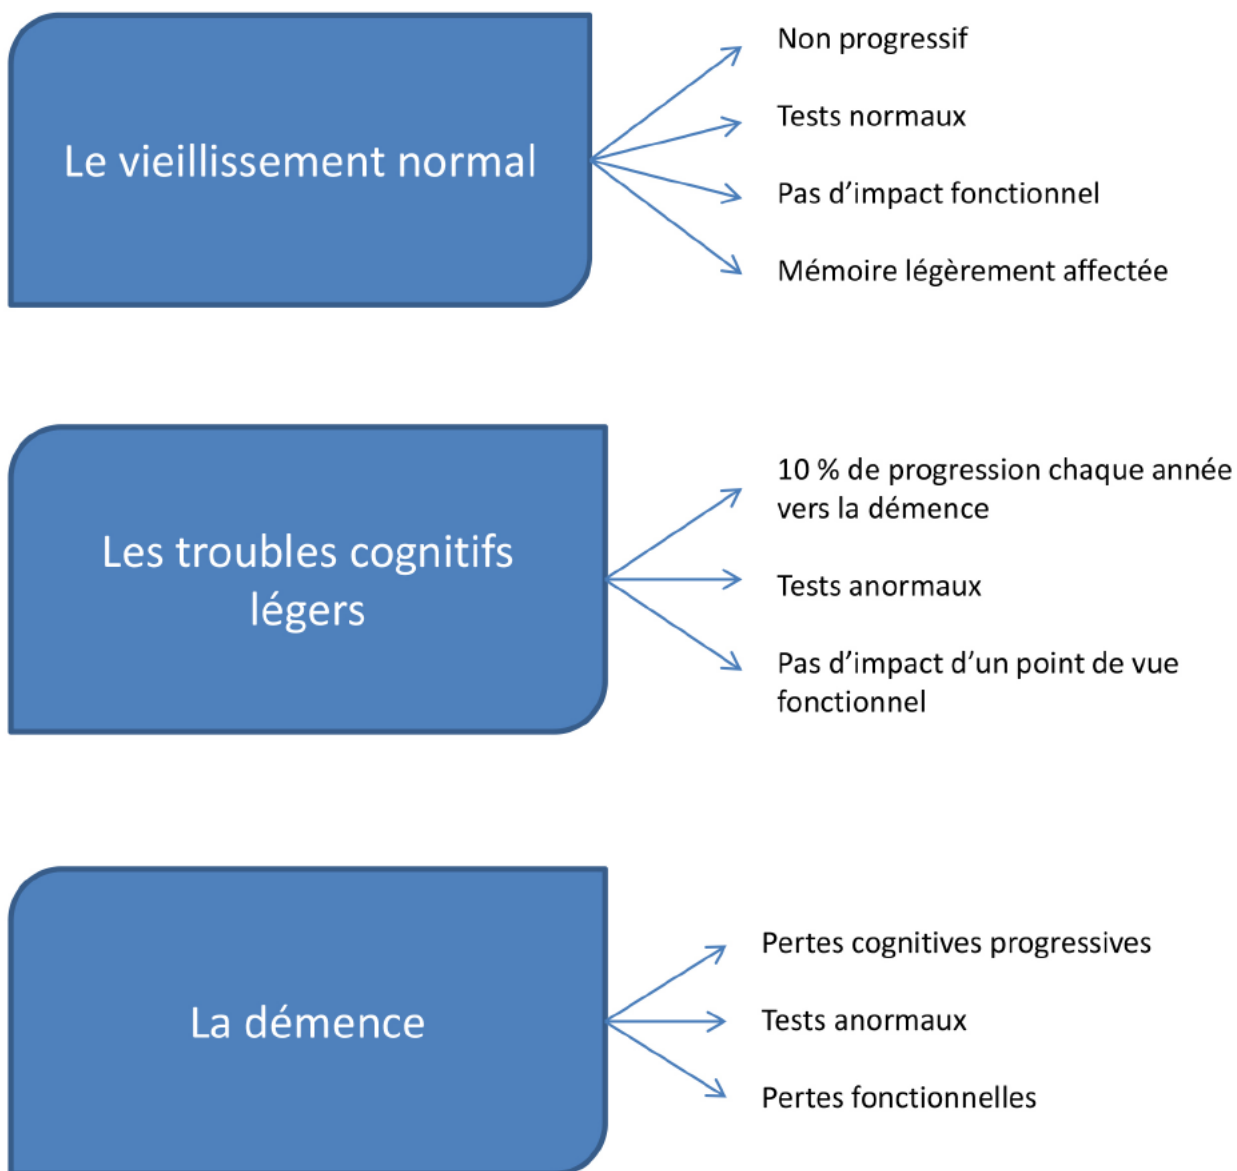 Le vieillissement normal
Non progressif
Tests normaux
Pas d’impact fonctionnel
Mémoire légèrement affectée
Les troubles cognitifs
légers
10 % de progression chaque année
vers la démence
Tests anormaux
Pas d’impact d’un point de vue
fonctionnel
La démence
Pertes cognitives progressives
Tests anormaux
Pertes fonctionnelles